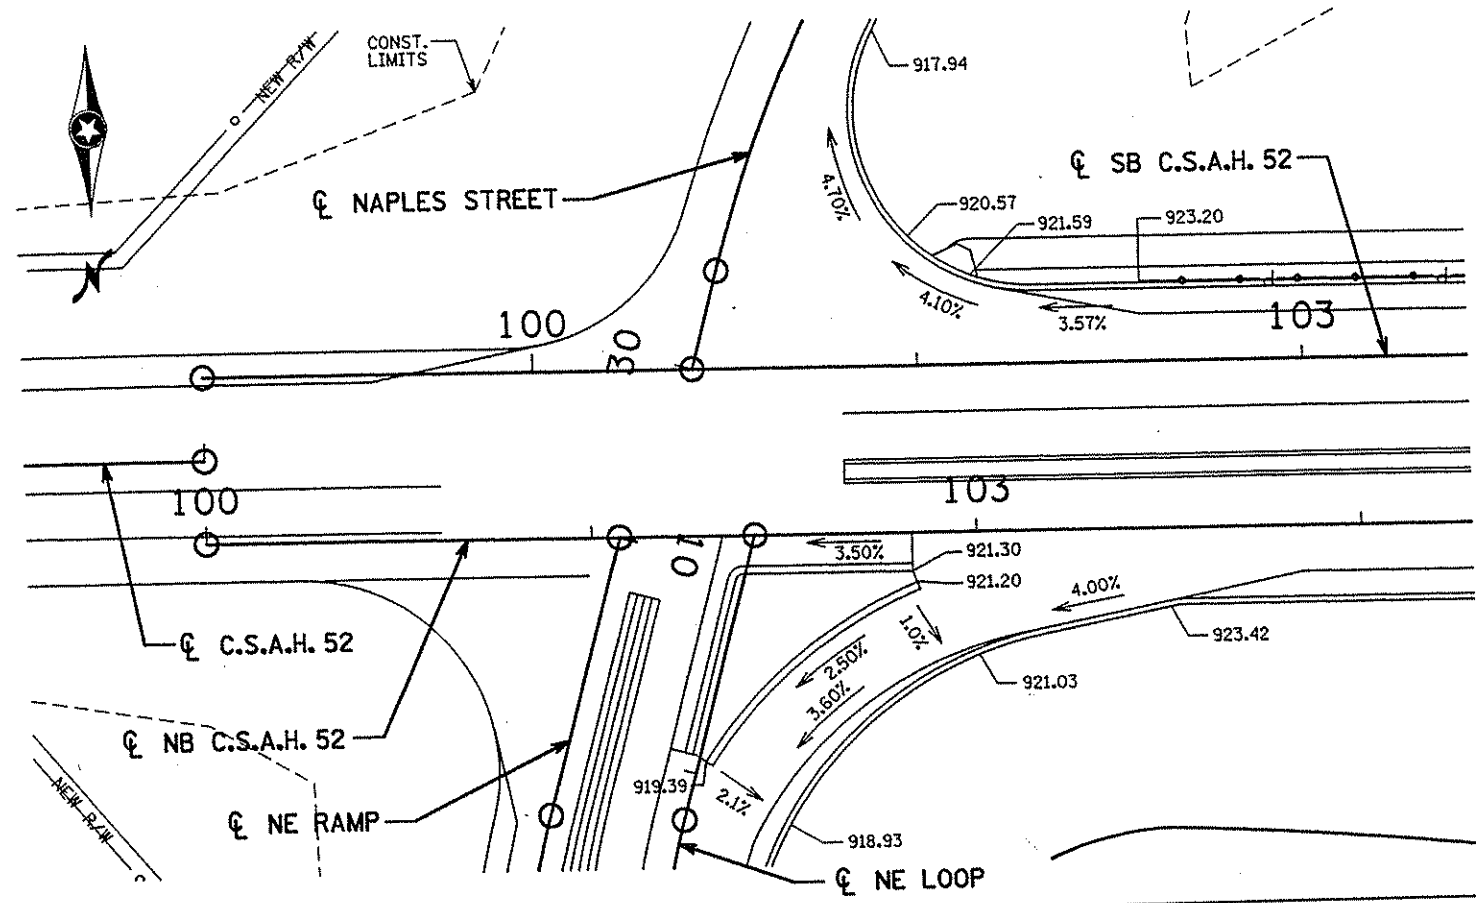 CONST.
LIMITS
NEW R/W
917.94
℄ SB C.S.A.H. 52
℄ NAPLES STREET
4.70%
920.57
921.59
923.20
N
4.10%
3.57%
100
30
103
100
103
10
3.50%
921.30
921.20
4.00%
1.0%
923.42
℄ C.S.A.H. 52
2.50%
921.03
3.60%
℄ NB C.S.A.H. 52
919.39
2.1%
NEW R/W
℄ NE RAMP
918.93
℄ NE LOOP